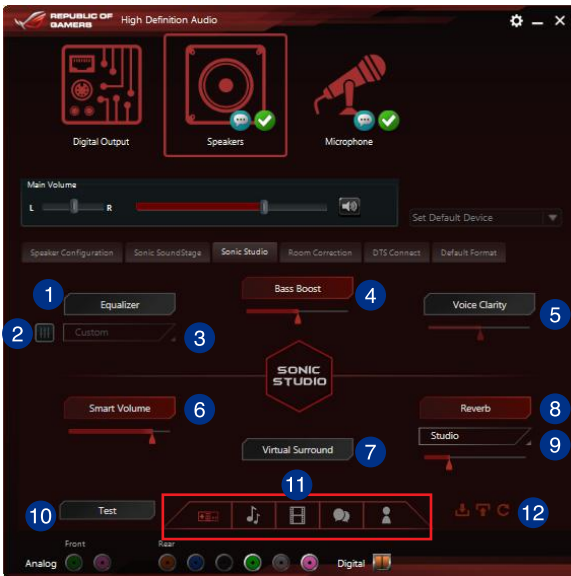 REPUBLIC OF
GAMERS
High Definition Audio
Digital Output
Speakers
Microphone
Main Volume
L
R
Set Default Device
Speaker Configuration
Sonic SoundStage
Sonic Studio
Room Correction
DTS Connect
Default Format
1
Equalizer
Bass Boost
4
Voice Clarity
5
2
Custom
3
SONIC
STUDIO
Smart Volume
6
Reverb
8
Virtual Surround
7
Studio
9
11
10
Test
12
Front
Rear
Analog
Digital